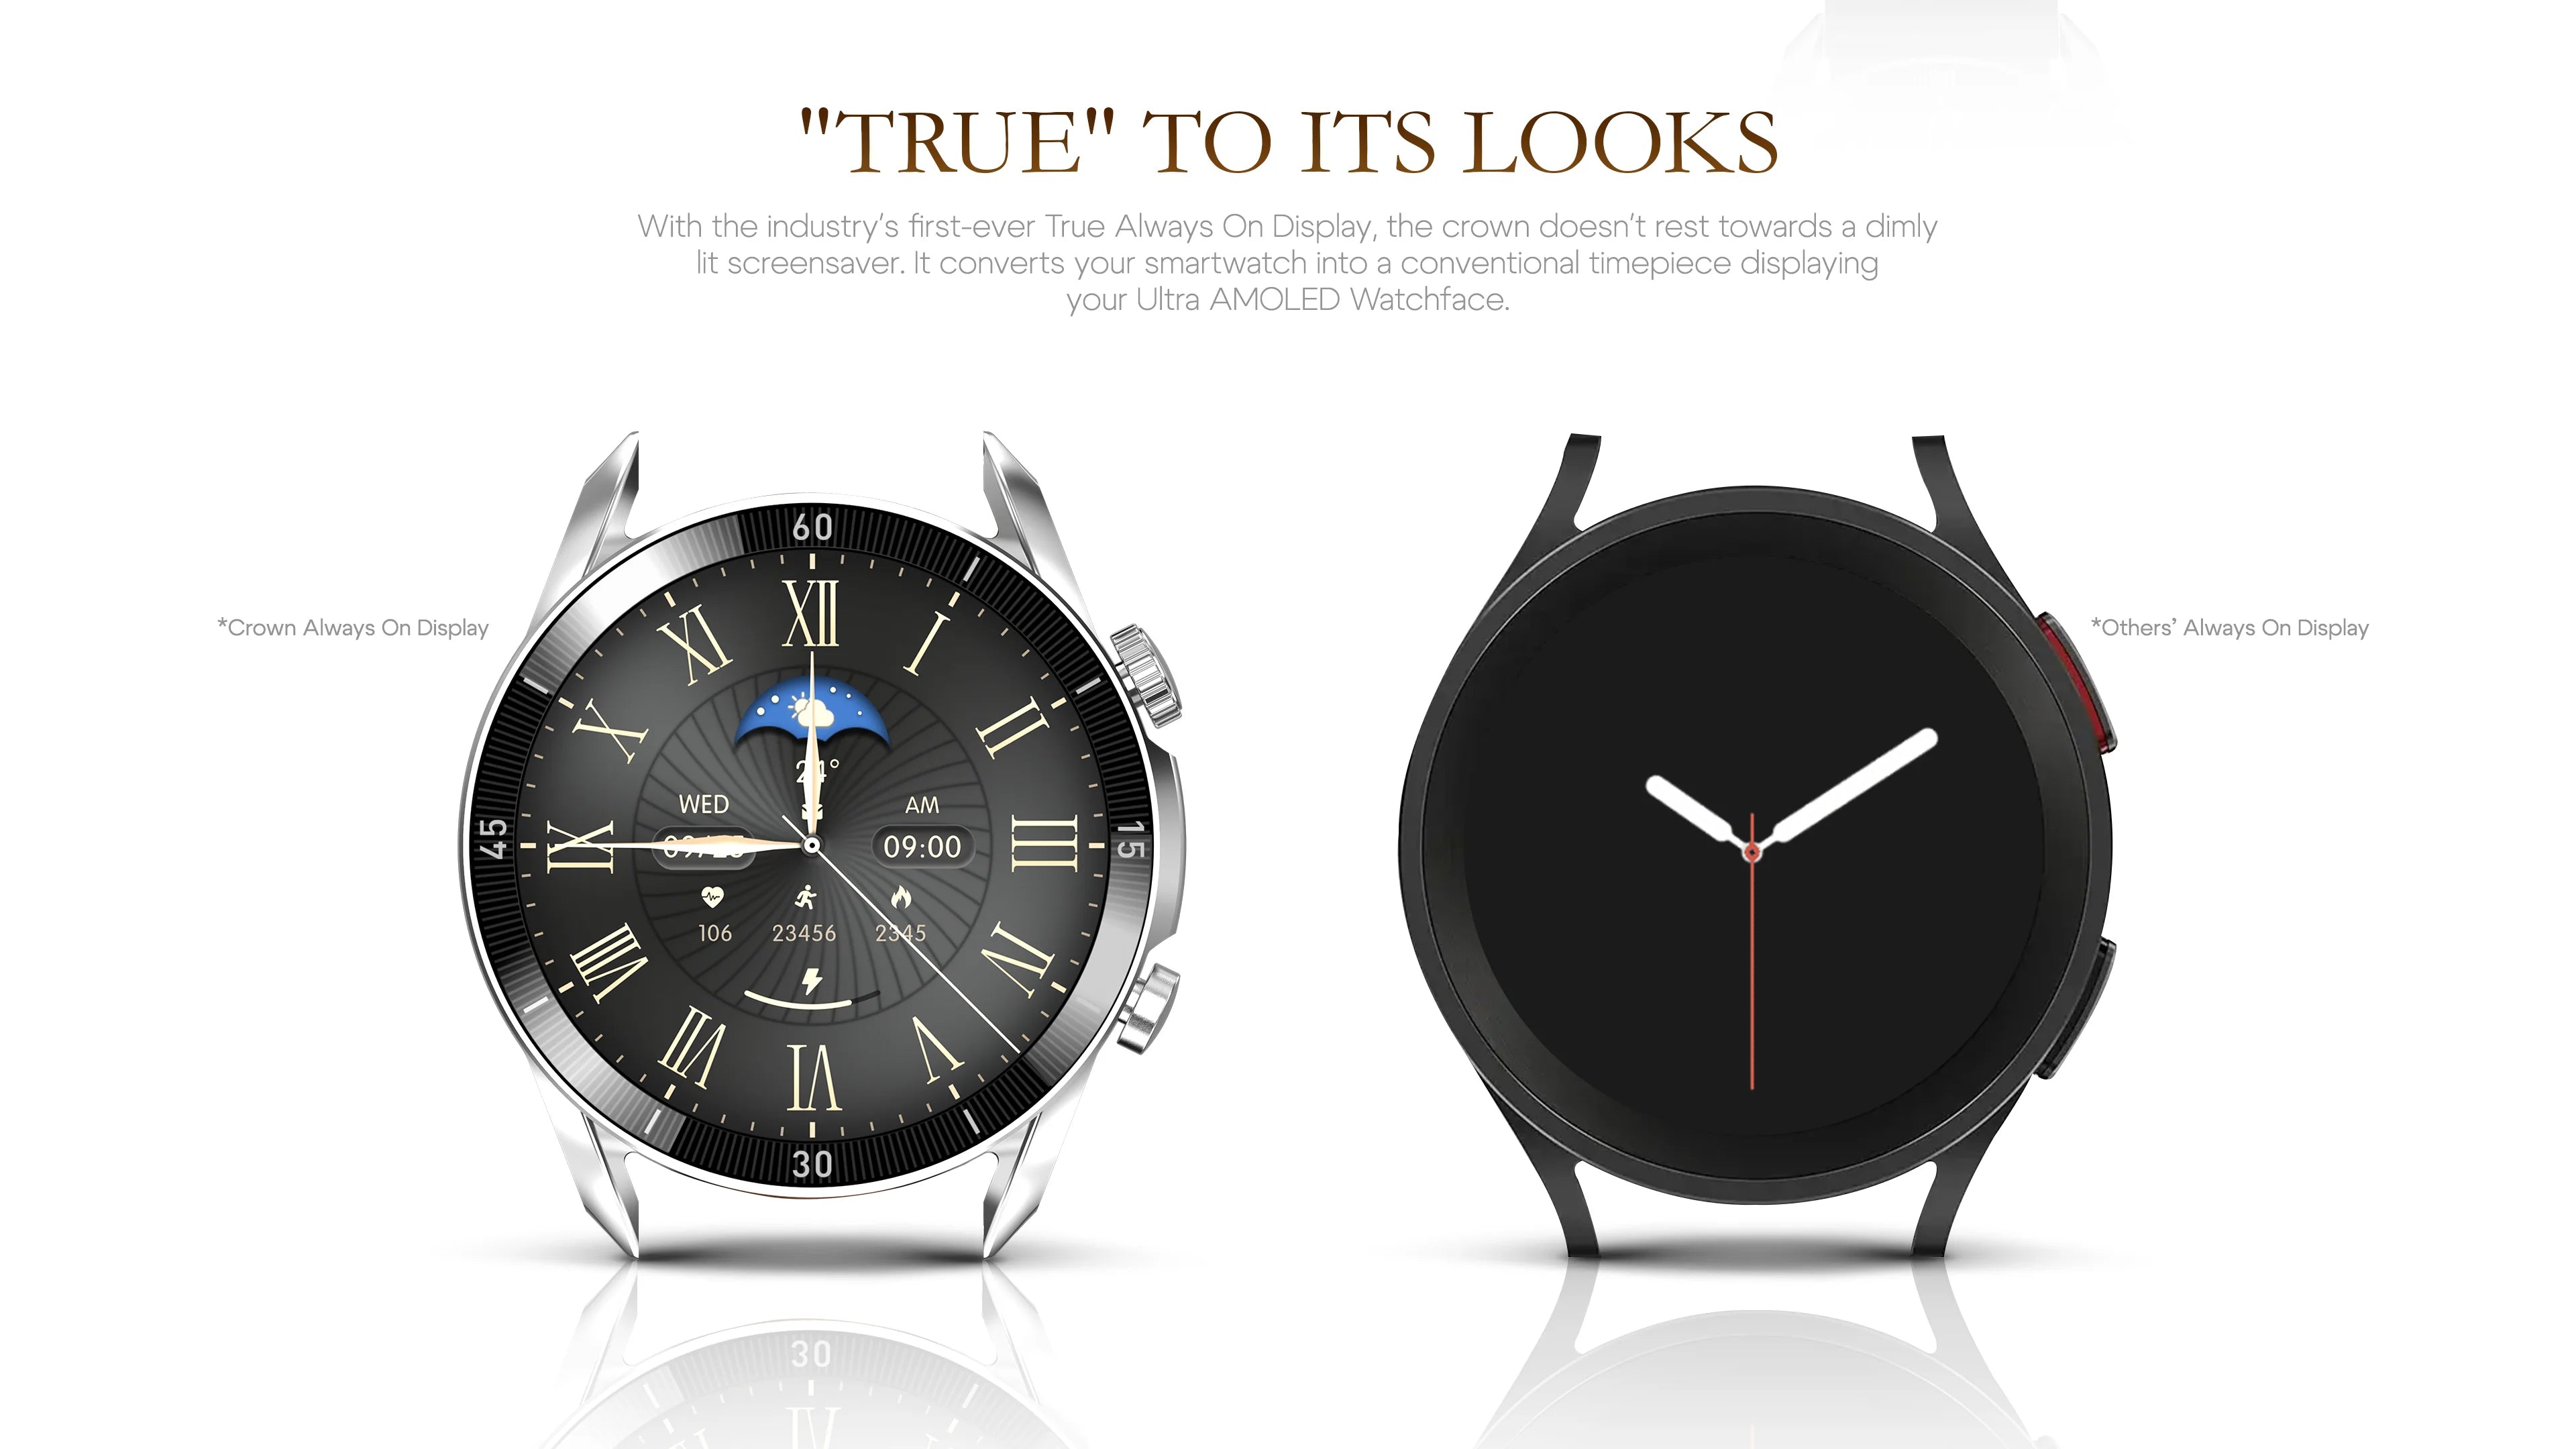 "TRUE" TO ITS LOOKS
With the industry's first-ever True Always On Display, the crown doesn't rest towards a dimly
lit screensaver. It converts your smartwatch into a conventional timepiece displaying
your Ultra AMOLED Watchface.
*Crown Always On Display
*Others' Always On Display
60
XII
XI
I
X
II
24°
WED
AM
45
IX
09:00
III
15
106
23456
2345
VIII
IV
VII
V
VI
30
30